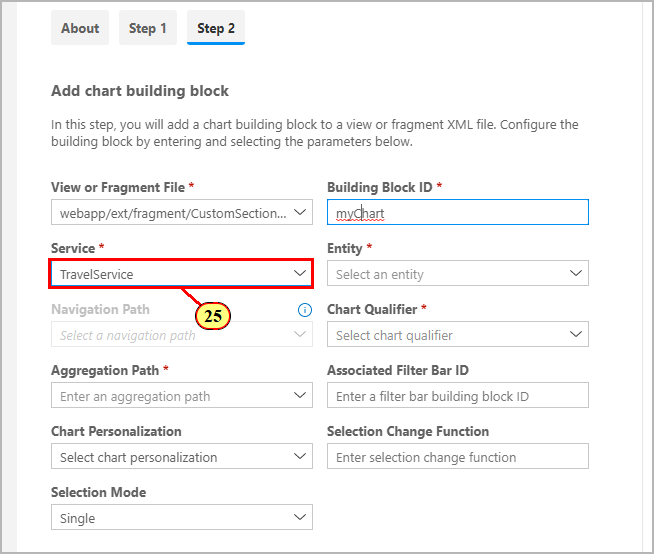 About Step 1 Step 2
Add chart building block
In this step, you will add a chart building block to a view or fragment XML file. Configure the
building block by entering and selecting the parameters below.
View or Fragment File * Building Block ID *
webapp/ext/fragment/CustomSection... myChart
Service * Entity *
TravelService Select an entity
25
Navigation Path Chart Qualifier *
Select a navigation path Select chart qualifier
Aggregation Path * Associated Filter Bar ID
Enter an aggregation path Enter a filter bar building block ID
Chart Personalization Selection Change Function
Select chart personalization Enter selection change function
Selection Mode
Single